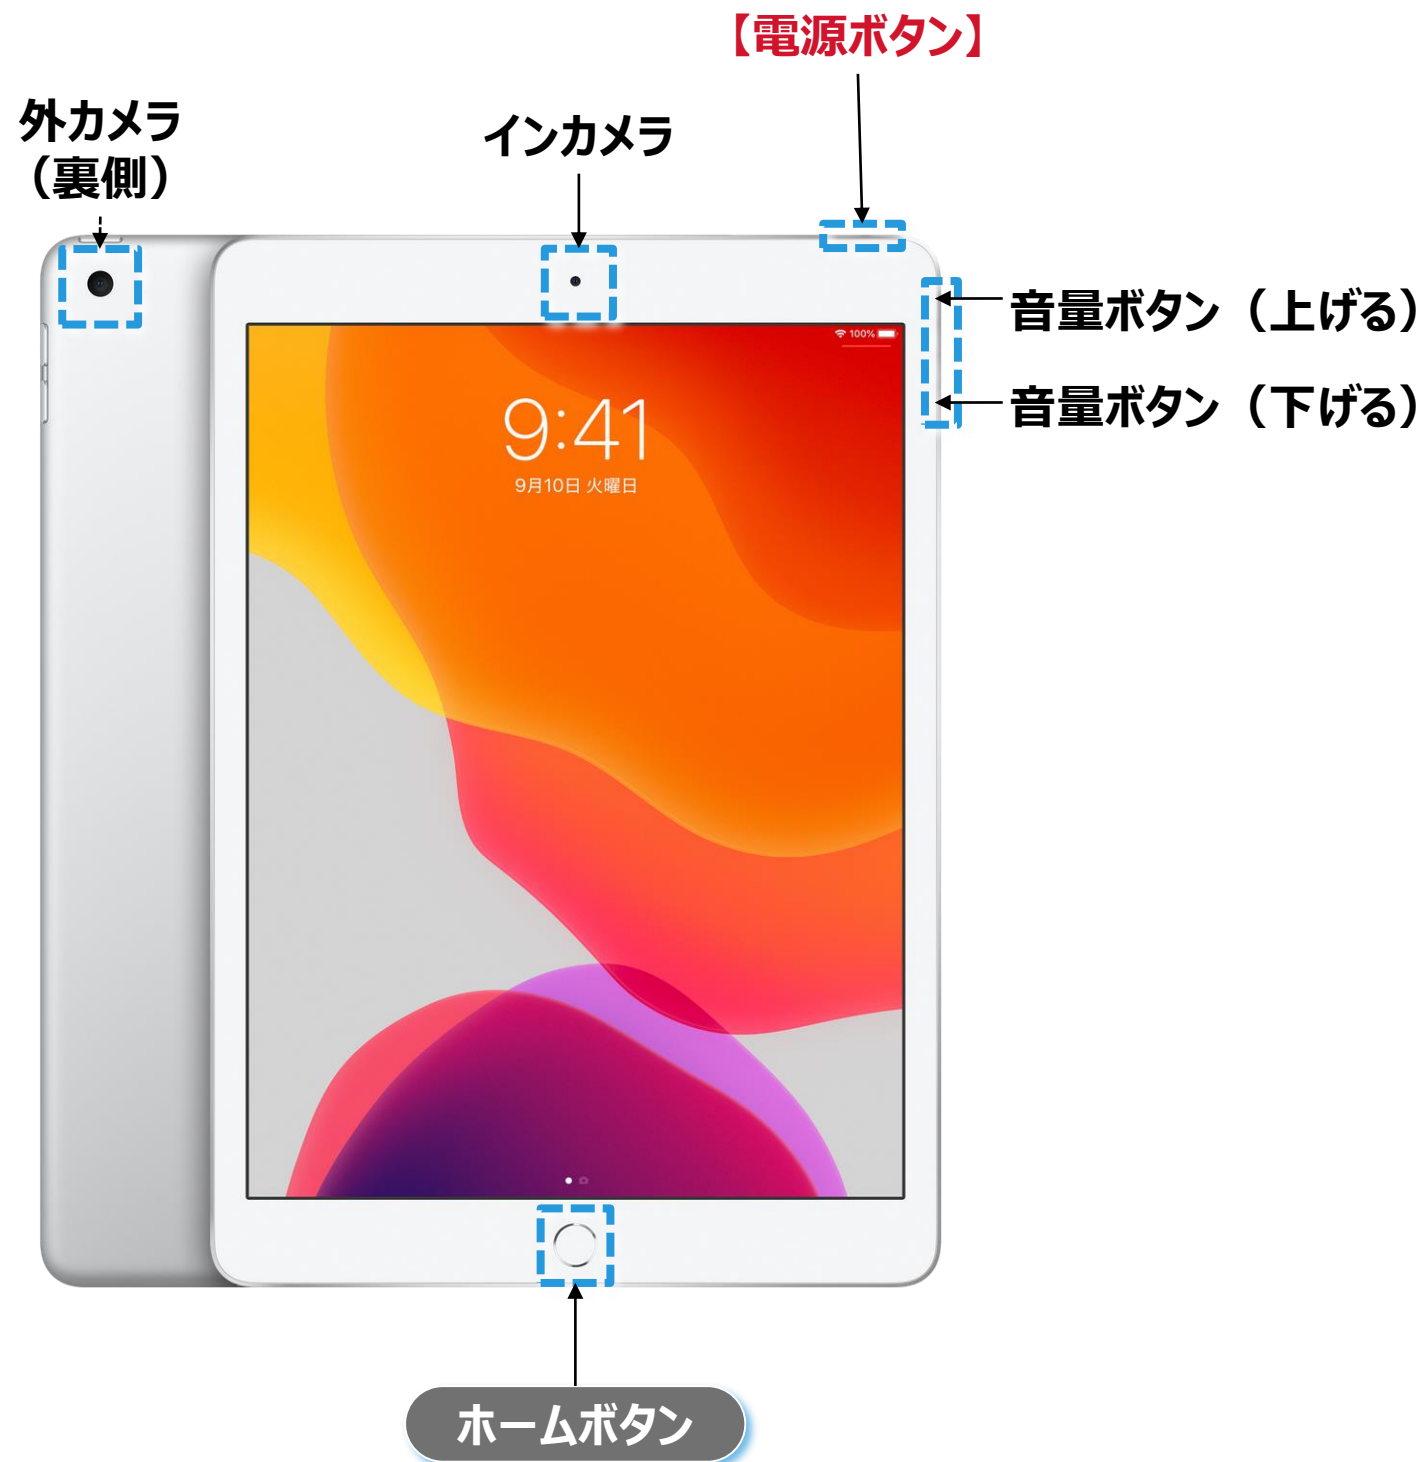 【電源ボタン】
外カメラ
（裏側）
インカメラ
音量ボタン（上げる）
音量ボタン（下げる）
100%
9:41
9月10日 火曜日
ホームボタン